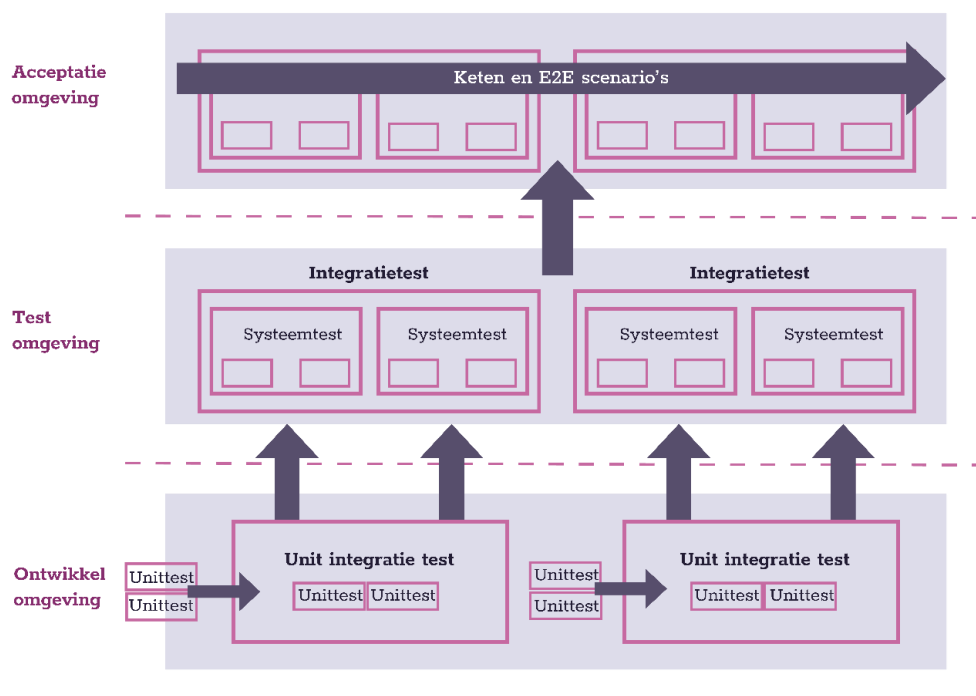 Acceptatie
omgeving
Keten en E2E scenario's
Test
omgeving
Integratietest
Integratietest
Systeemtest
Systeemtest
Systeemtest
Systeemtest
Ontwikkel
omgeving
Unittest
Unittest
Unit integratie test
Unittest
Unittest
Unittest
Unittest
Unit integratie test
Unittest
Unittest